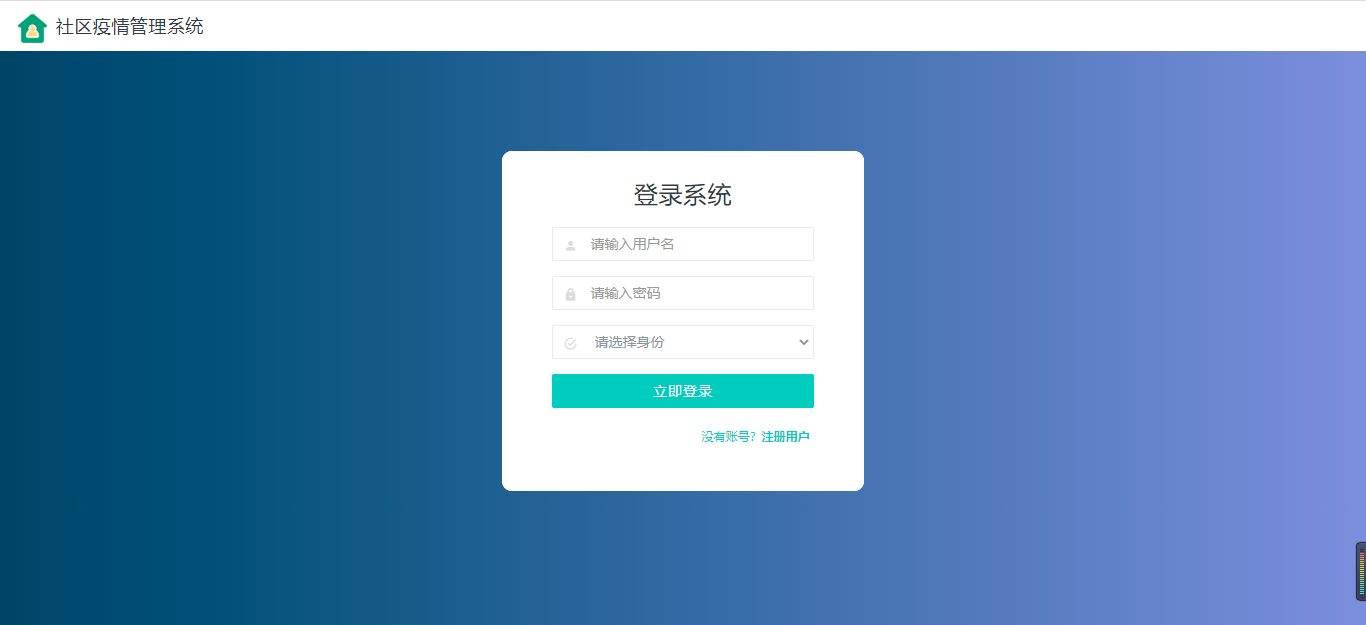 社区疫情管理系统
登录系统
请输入用户名
请输入密码
请选择身份
立即登录
没有账号? 注册用户